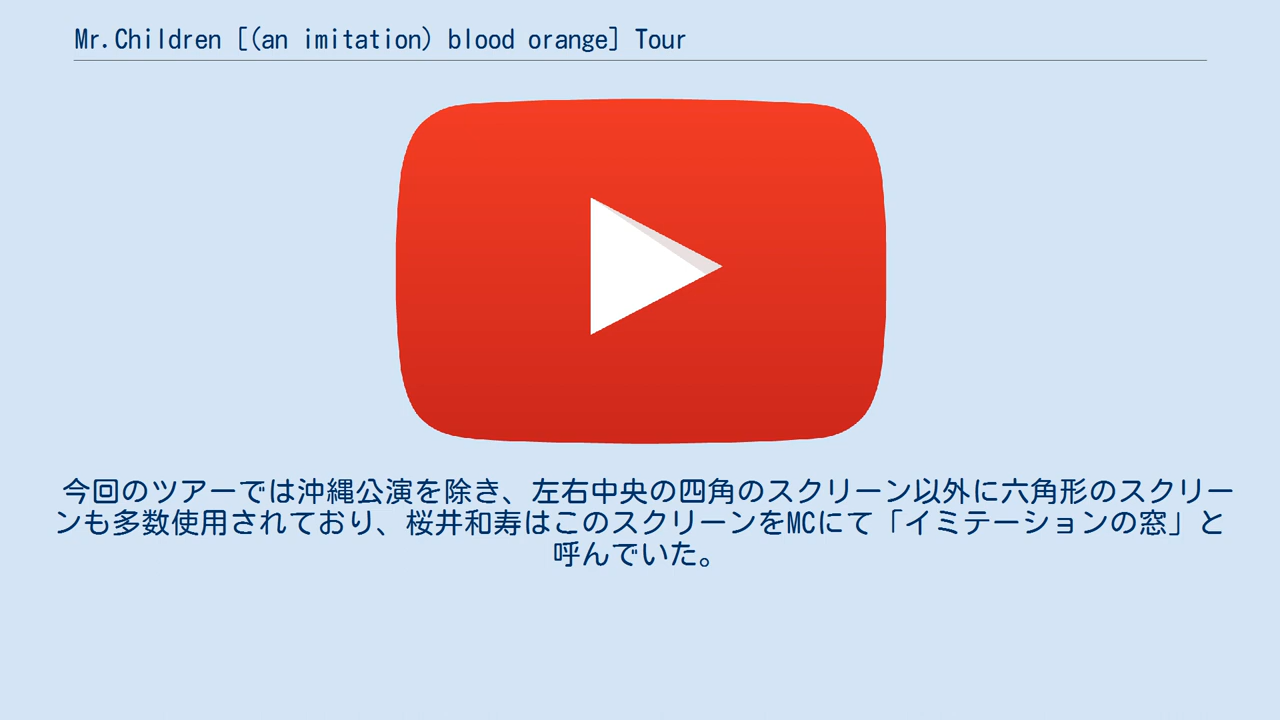 Mr.Children [(an imitation) blood orange] Tour
今回のツアーでは沖縄公演を除き、左右中央の四角のスクリーン以外に六角形のスクリー
ンも多数使用されており、桜井和寿はこのスクリーンをMCにて「イミテーションの窓」と
呼んでいた。